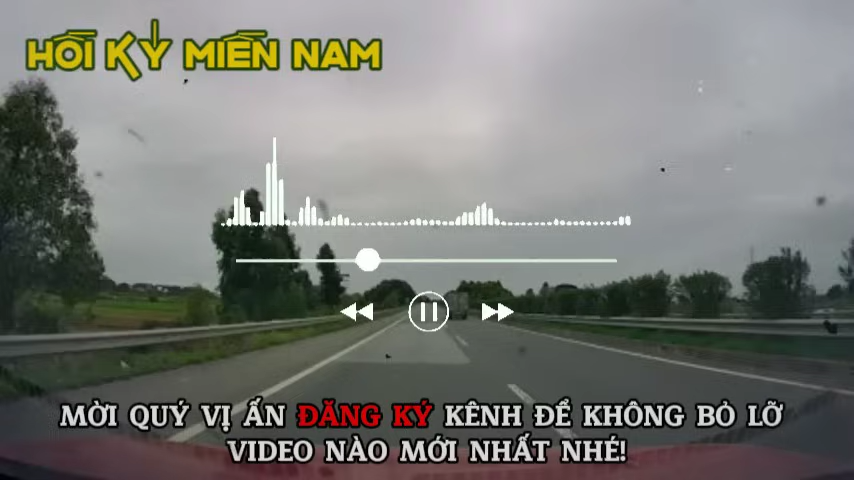 HỒI KÝ MIỀN NAM
MỜI QUÝ VỊ ẤN ĐĂNG KÝ KÊNH ĐỂ KHÔNG BỎ LỠ
VIDEO NÀO MỚI NHẤT NHÉ!